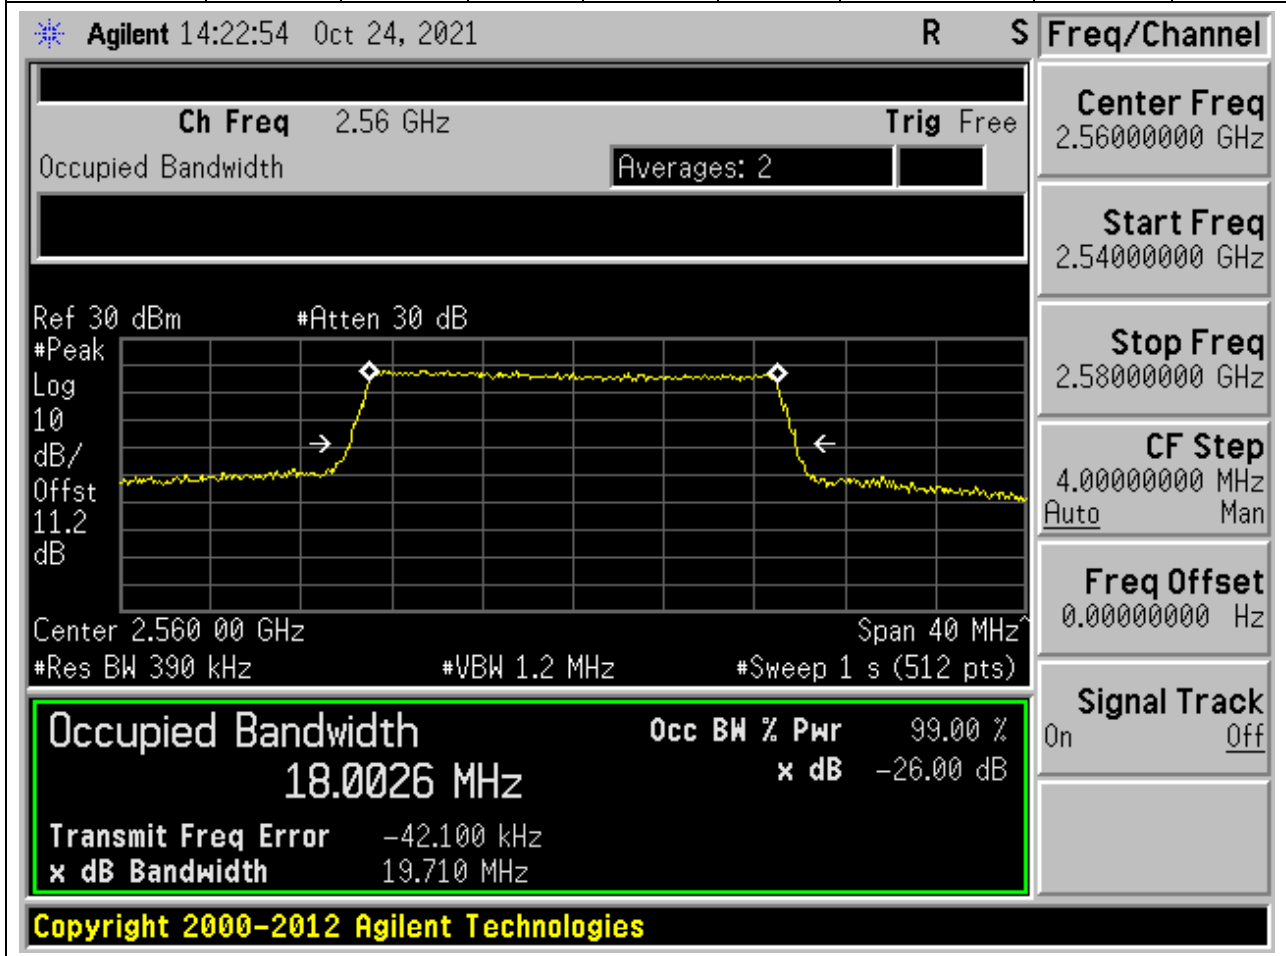 Agilent 14:22:54 Oct 24, 2021 R S Freq/Channel
Ch Freq 2.56 GHz Trig Free
Occupied Bandwidth Averages: 2
Center Freq
2.56000000 GHz
Start Freq
2.54000000 GHz
Stop Freq
2.58000000 GHz
CF Step
4.00000000 MHz
Auto Man
Freq Offset
0.00000000 Hz
Signal Track
On Off
Ref 30 dBm #Atten 30 dB
#Peak
Log
10
dB/
Offst
11.2
dB
Center 2.560 00 GHz Span 40 MHz^
#Res BW 390 kHz #VBW 1.2 MHz #Sweep 1 s (512 pts)
Occupied Bandwidth Occ BW % Pwr 99.00 %
18.0026 MHz x dB -26.00 dB
Transmit Freq Error -42.100 kHz
x dB Bandwidth 19.710 MHz
Copyright 2000-2012 Agilent Technologies